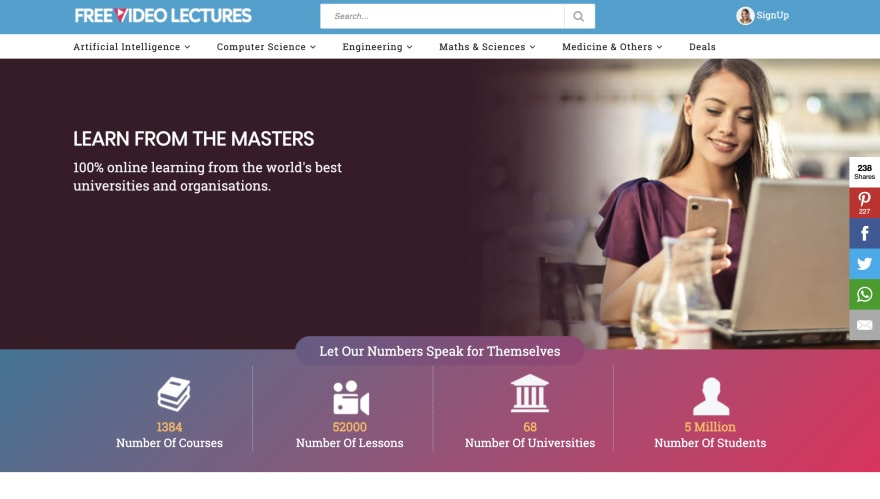 FREE VIDEO LECTURES
Search...
SignUp
Artificial Intelligence
Computer Science
Engineering
Maths & Sciences
Medicine & Others
Deals
LEARN FROM THE MASTERS
100% online learning from the world's best
universities and organisations.
238
Shares
227
Let Our Numbers Speak for Themselves
1384
Number Of Courses
52000
Number Of Lessons
68
Number Of Universities
5 Million
Number Of Students